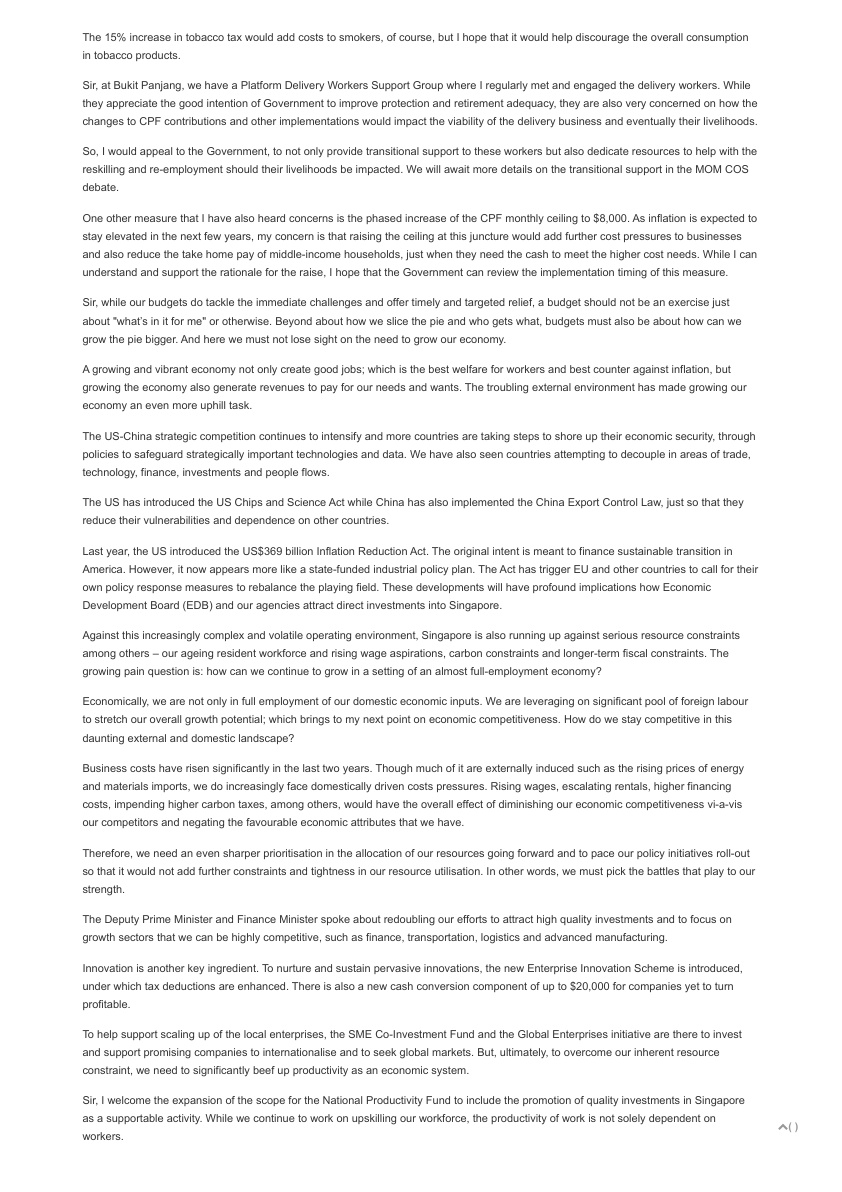 The 15% increase in tobacco tax would add costs to smokers, of course, but I hope that it would help discourage the overall consumption
in tobacco products.
Sir, at Bukit Panjang, we have a Platform Delivery Workers Support Group where I regularly met and engaged the delivery workers. While
they appreciate the good intention of Government to improve protection and retirement adequacy, they are also very concerned on how the
changes to CPF contributions and other implementations would impact the viability of the delivery business and eventually their livelihoods.
So, I would appeal to the Government, to not only provide transitional support to these workers but also dedicate resources to help with the
reskilling and re-employment should their livelihoods be impacted. We will await more details on the transitional support in the MOM COS
debate.
One other measure that I have also heard concerns is the phased increase of the CPF monthly ceiling to $8,000. As inflation is expected to
stay elevated in the next few years, my concern is that raising the ceiling at this juncture would add further cost pressures to businesses
and also reduce the take home pay of middle-income households, just when they need the cash to meet the higher cost needs. While I can
understand and support the rationale for the raise, I hope that the Government can review the implementation timing of this measure.
Sir, while our budgets do tackle the immediate challenges and offer timely and targeted relief, a budget should not be an exercise just
about "what's in it for me" or otherwise. Beyond about how we slice the pie and who gets what, budgets must also be about how can we
grow the pie bigger. And here we must not lose sight on the need to grow our economy.
A growing and vibrant economy not only create good jobs; which is the best welfare for workers and best counter against inflation, but
growing the economy also generate revenues to pay for our needs and wants. The troubling external environment has made growing our
economy an even more uphill task.
The US-China strategic competition continues to intensify and more countries are taking steps to shore up their economic security, through
policies to safeguard strategically important technologies and data. We have also seen countries attempting to decouple in areas of trade,
technology, finance, investments and people flows.
The US has introduced the US Chips and Science Act while China has also implemented the China Export Control Law, just so that they
reduce their vulnerabilities and dependence on other countries.
Last year, the US introduced the US$369 billion Inflation Reduction Act. The original intent is meant to finance sustainable transition in
America. However, it now appears more like a state-funded industrial policy plan. The Act has trigger EU and other countries to call for their
own policy response measures to rebalance the playing field. These developments will have profound implications how Economic
Development Board (EDB) and our agencies attract direct investments into Singapore.
Against this increasingly complex and volatile operating environment, Singapore is also running up against serious resource constraints
among others – our ageing resident workforce and rising wage aspirations, carbon constraints and longer-term fiscal constraints. The
growing pain question is: how can we continue to grow in a setting of an almost full-employment economy?
Economically, we are not only in full employment of our domestic economic inputs. We are leveraging on significant pool of foreign labour
to stretch our overall growth potential; which brings to my next point on economic competitiveness. How do we stay competitive in this
daunting external and domestic landscape?
Business costs have risen significantly in the last two years. Though much of it are externally induced such as the rising prices of energy
and materials imports, we do increasingly face domestically driven costs pressures. Rising wages, escalating rentals, higher financing
costs, impending higher carbon taxes, among others, would have the overall effect of diminishing our economic competitiveness vi-a-vis
our competitors and negating the favourable economic attributes that we have.
Therefore, we need an even sharper prioritisation in the allocation of our resources going forward and to pace our policy initiatives roll-out
so that it would not add further constraints and tightness in our resource utilisation. In other words, we must pick the battles that play to our
strength.
The Deputy Prime Minister and Finance Minister spoke about redoubling our efforts to attract high quality investments and to focus on
growth sectors that we can be highly competitive, such as finance, transportation, logistics and advanced manufacturing.
Innovation is another key ingredient. To nurture and sustain pervasive innovations, the new Enterprise Innovation Scheme is introduced,
under which tax deductions are enhanced. There is also a new cash conversion component of up to $20,000 for companies yet to turn
profitable.
To help support scaling up of the local enterprises, the SME Co-Investment Fund and the Global Enterprises initiative are there to invest
and support promising companies to internationalise and to seek global markets. But, ultimately, to overcome our inherent resource
constraint, we need to significantly beef up productivity as an economic system.
Sir, I welcome the expansion of the scope for the National Productivity Fund to include the promotion of quality investments in Singapore
as a supportable activity. While we continue to work on upskilling our workforce, the productivity of work is not solely dependent on
workers.
( )